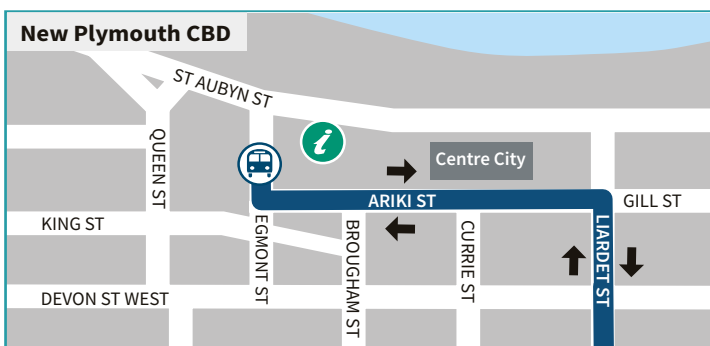 New Plymouth CBD
ST AUBYN ST
QUEEN ST
i
Centre City
ARIKI ST
GILL ST
KING ST
EGMONT ST
BROUGHAM ST
CURRIE ST
LIARDET ST
DEVON ST WEST